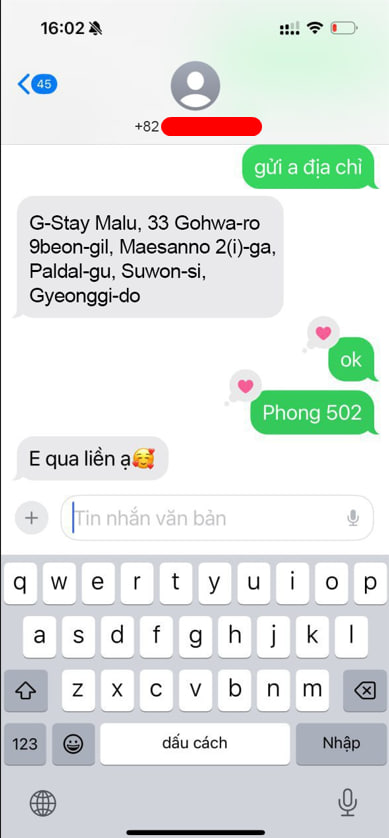 16:02
45
+82
gửi a địa chỉ
G-Stay Malu, 33 Gohwa-ro
9beon-gil, Maesanno 2(i)-ga,
Paldal-gu, Suwon-si,
Gyeonggi-do
ok
Phong 502
E qua liền ạ🥰
Tin nhắn văn bản
q w e r t y u i o p
a s d f g h j k l
z x c v b n m
123 dấu cách Nhập